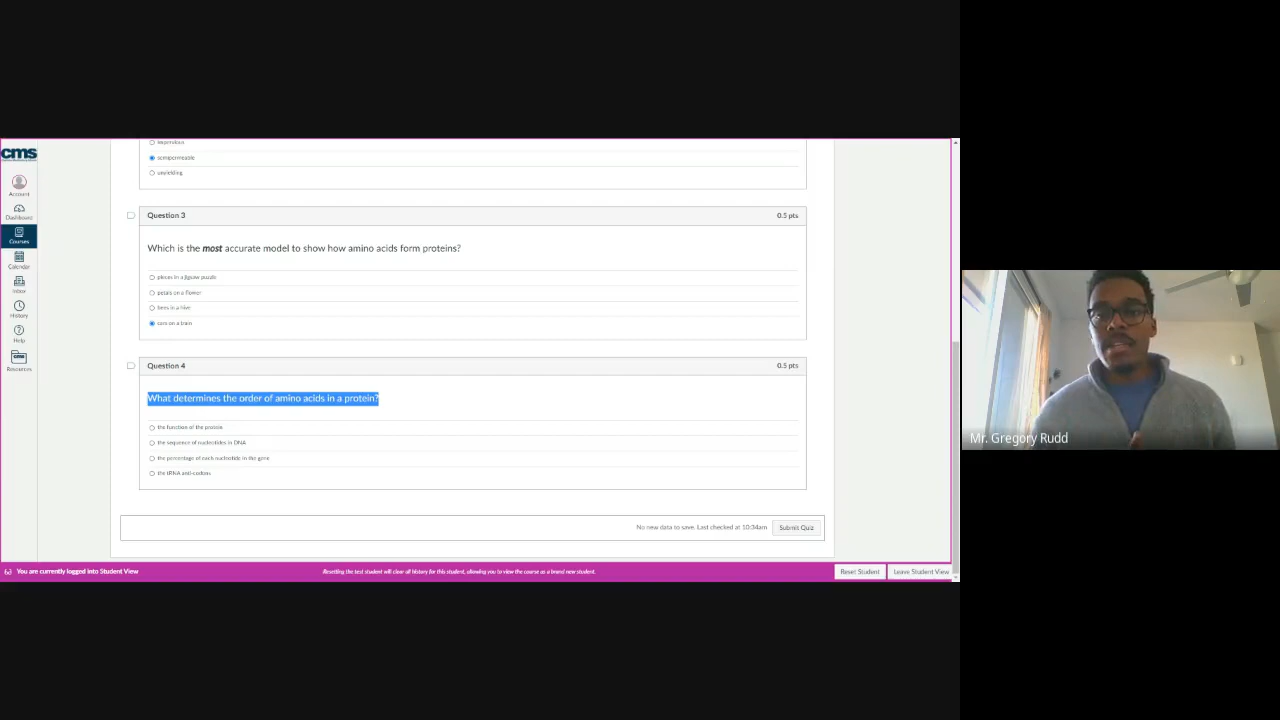 impervious
semipermeable
unyielding
cms
Account
Dashboard
Courses
Calendar
Inbox
History
Help
Resources
Question 3
0.5 pts
Which is the most accurate model to show how amino acids form proteins?
pieces in a jigsaw puzzle
petals on a flower
bees in a hive
cars on a train
Question 4
0.5 pts
What determines the order of amino acids in a protein?
the function of the protein
the sequence of nucleotides in DNA
the percentage of each nucleotide in the gene
the tRNA anti-codons
No new data to save. Last checked at 10:34am
Submit Quiz
You are currently logged into Student View
Resetting the test student will clear all history for this student, allowing you to view the course as a brand new student.
Reset Student
Leave Student View
Mr. Gregory Rudd